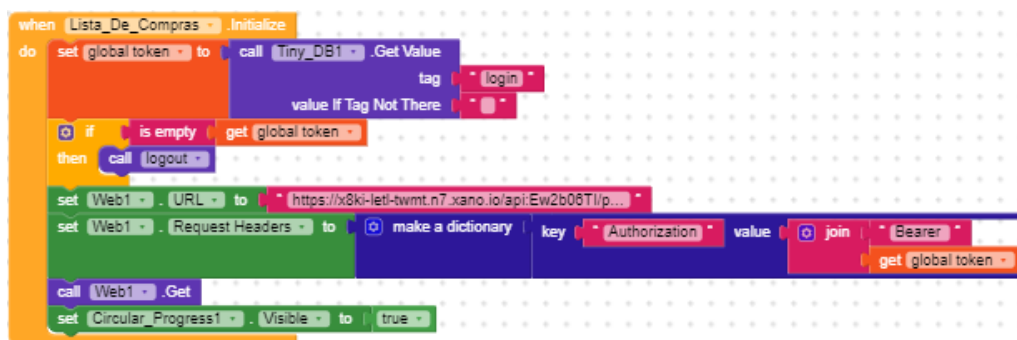 when Lista_De_Compras .Initialize
do set global token to call Tiny_DB1 .Get Value
tag " login "
value If Tag Not There " "
if is empty get global token
then call logout
set Web1 . URL to " https://x8ki-letl-twmt.n7.xano.io/api:Ew2b06TI/p... "
set Web1 . Request Headers to make a dictionary key " Authorization " value join " Bearer "
get global token
call Web1 .Get
set Circular_Progress1 . Visible to true